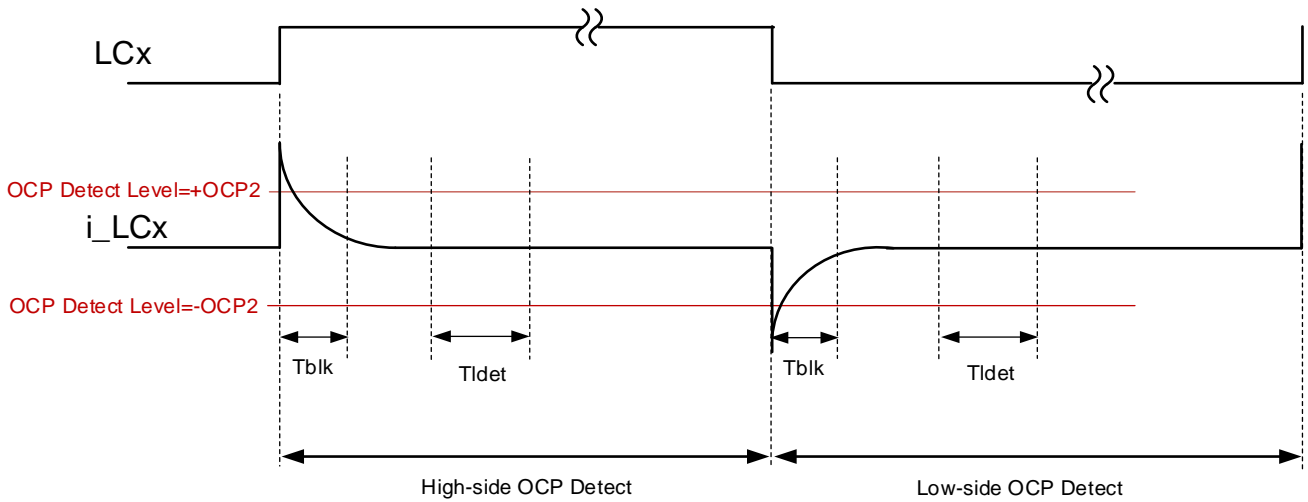 LCx
OCP Detect Level=+OCP2
i_LCx
OCP Detect Level=-OCP2
Tblk
Tldet
Tblk
Tldet
High-side OCP Detect
Low-side OCP Detect